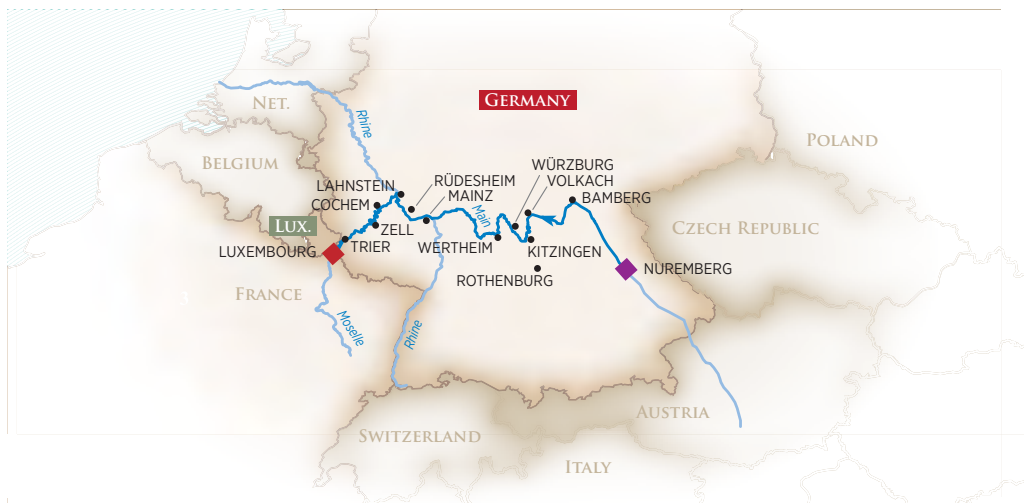 GERMANY
NET.
Rhine
POLAND
BELGIUM
WÜRZBURG
VOLKACH
LAHNSTEIN
RÜDESHEIM
MAINZ
BAMBERG
COCHEM
Main
LUX.
ZELL
CZECH REPUBLIC
LUXEMBOURG
TRIER
WERTHEIM
KITZINGEN
ROTHENBURG
NUREMBERG
FRANCE
Moselle
Rhine
AUSTRIA
SWITZERLAND
ITALY